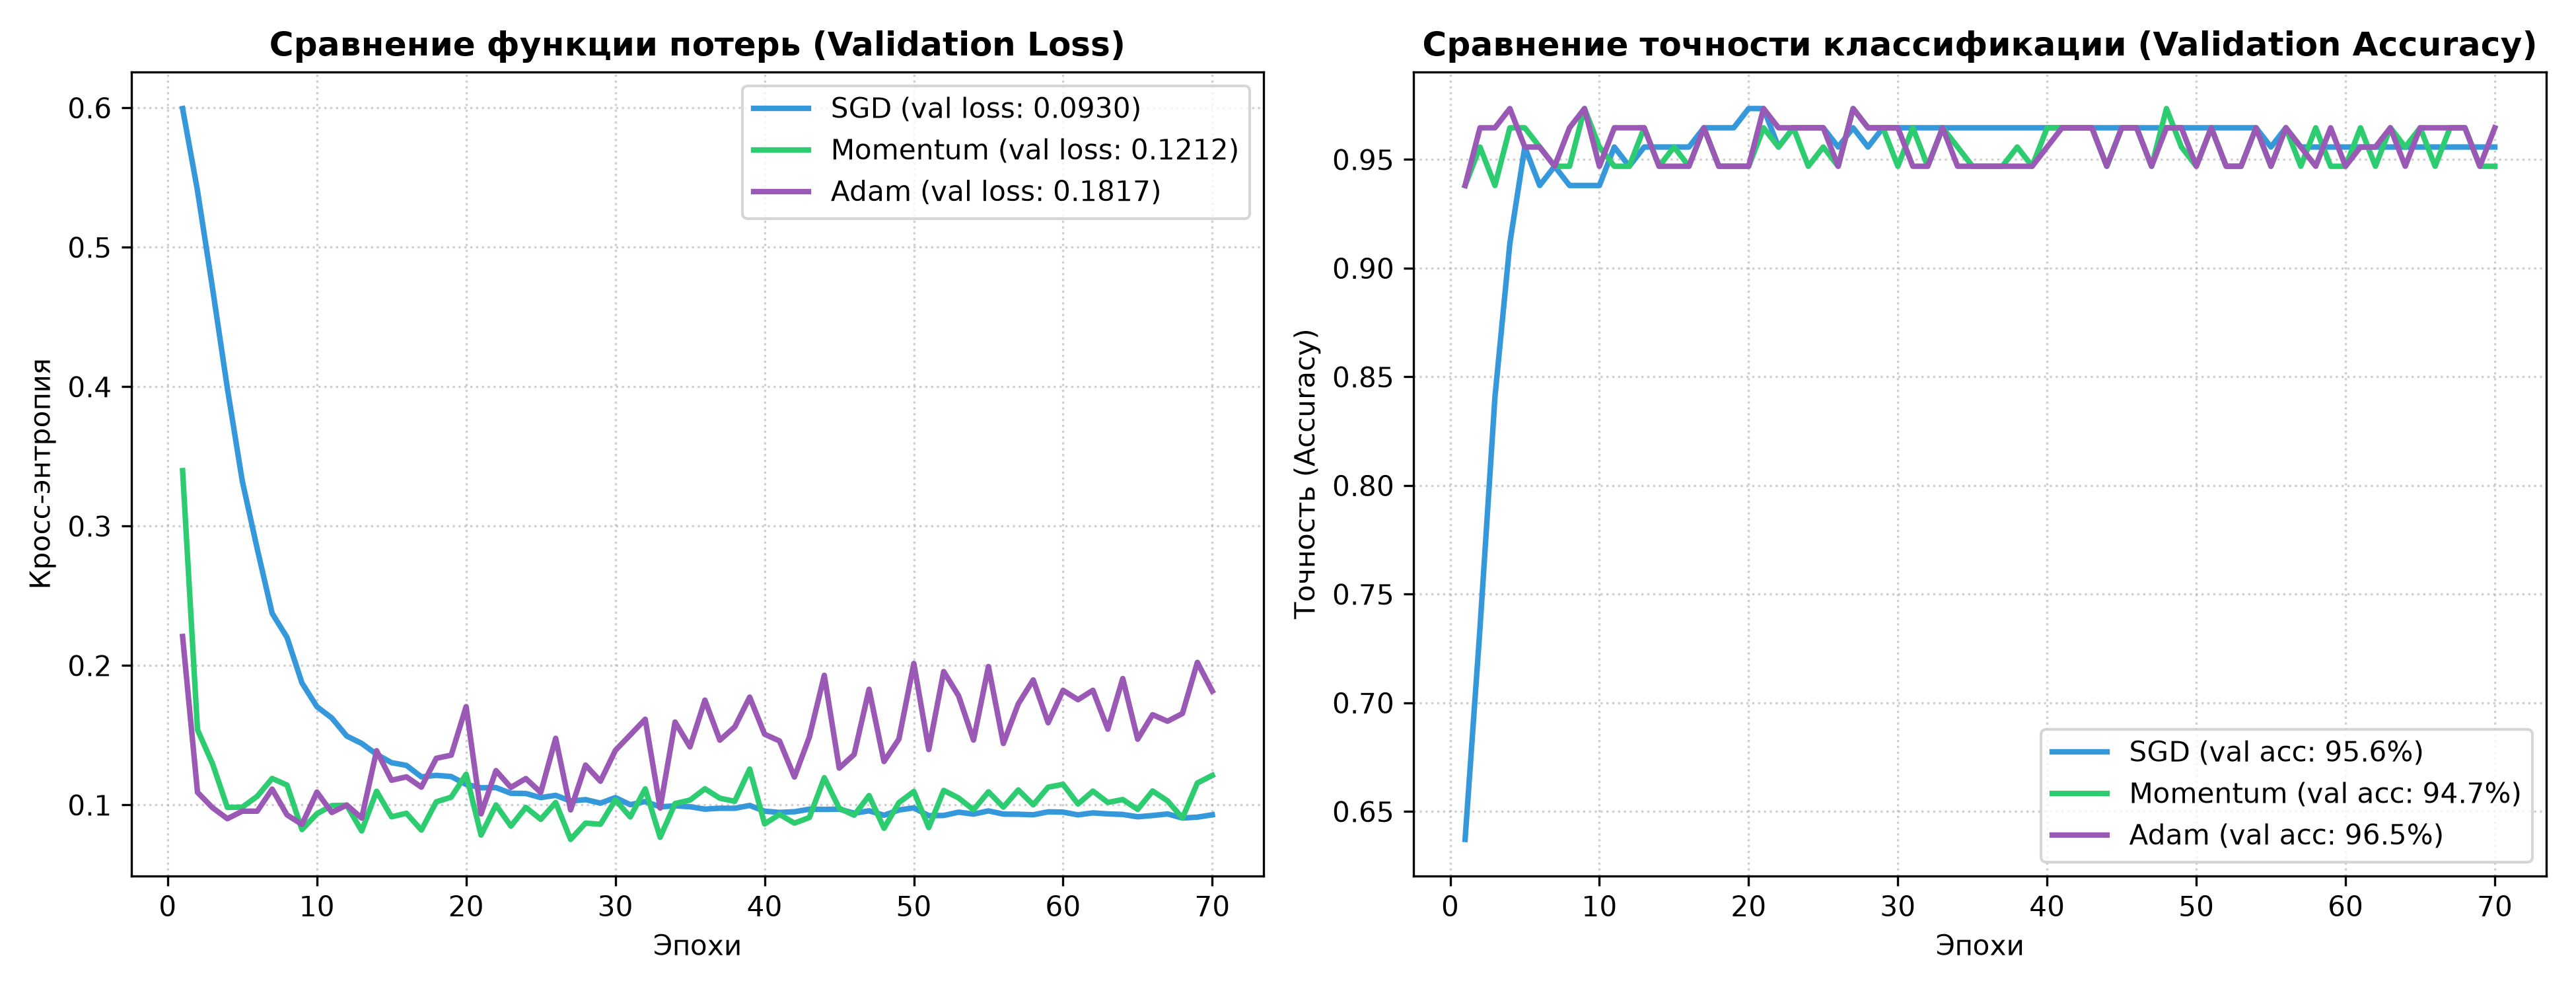 Сравнение функции потерь (Validation Loss)
Кросс-энтропия
0.6
0.5
0.4
0.3
0.2
0.1
SGD (val loss: 0.0930)
Momentum (val loss: 0.1212)
Adam (val loss: 0.1817)
0 10 20 30 40 50 60 70
Эпохи
Сравнение точности классификации (Validation Accuracy)
Точность (Accuracy)
0.95
0.90
0.85
0.80
0.75
0.70
0.65
SGD (val acc: 95.6%)
Momentum (val acc: 94.7%)
Adam (val acc: 96.5%)
0 10 20 30 40 50 60 70
Эпохи